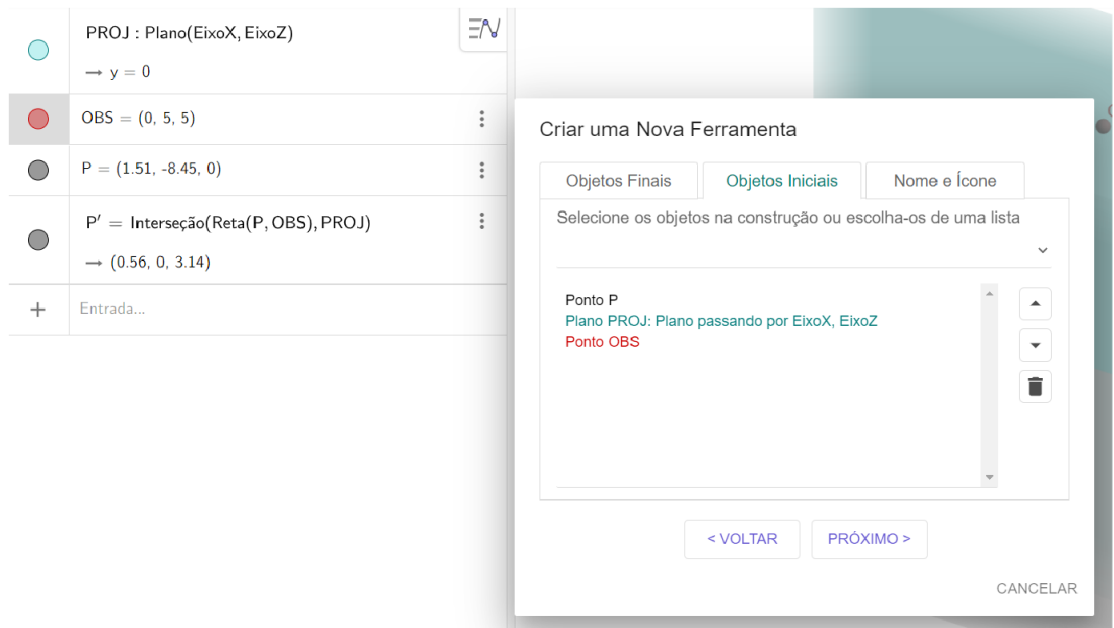 PROJ : Plano(EixoX, EixoZ)
→ y = 0
OBS = (0, 5, 5)
P = (1.51, -8.45, 0)
P′ = Interseção(Reta(P, OBS), PROJ)
→ (0.56, 0, 3.14)
+ Entrada...
Criar uma Nova Ferramenta
Objetos Finais Objetos Iniciais Nome e Ícone
Selecione os objetos na construção ou escolha-os de uma lista
Ponto P
Plano PROJ: Plano passando por EixoX, EixoZ
Ponto OBS
< VOLTAR PRÓXIMO >
CANCELAR